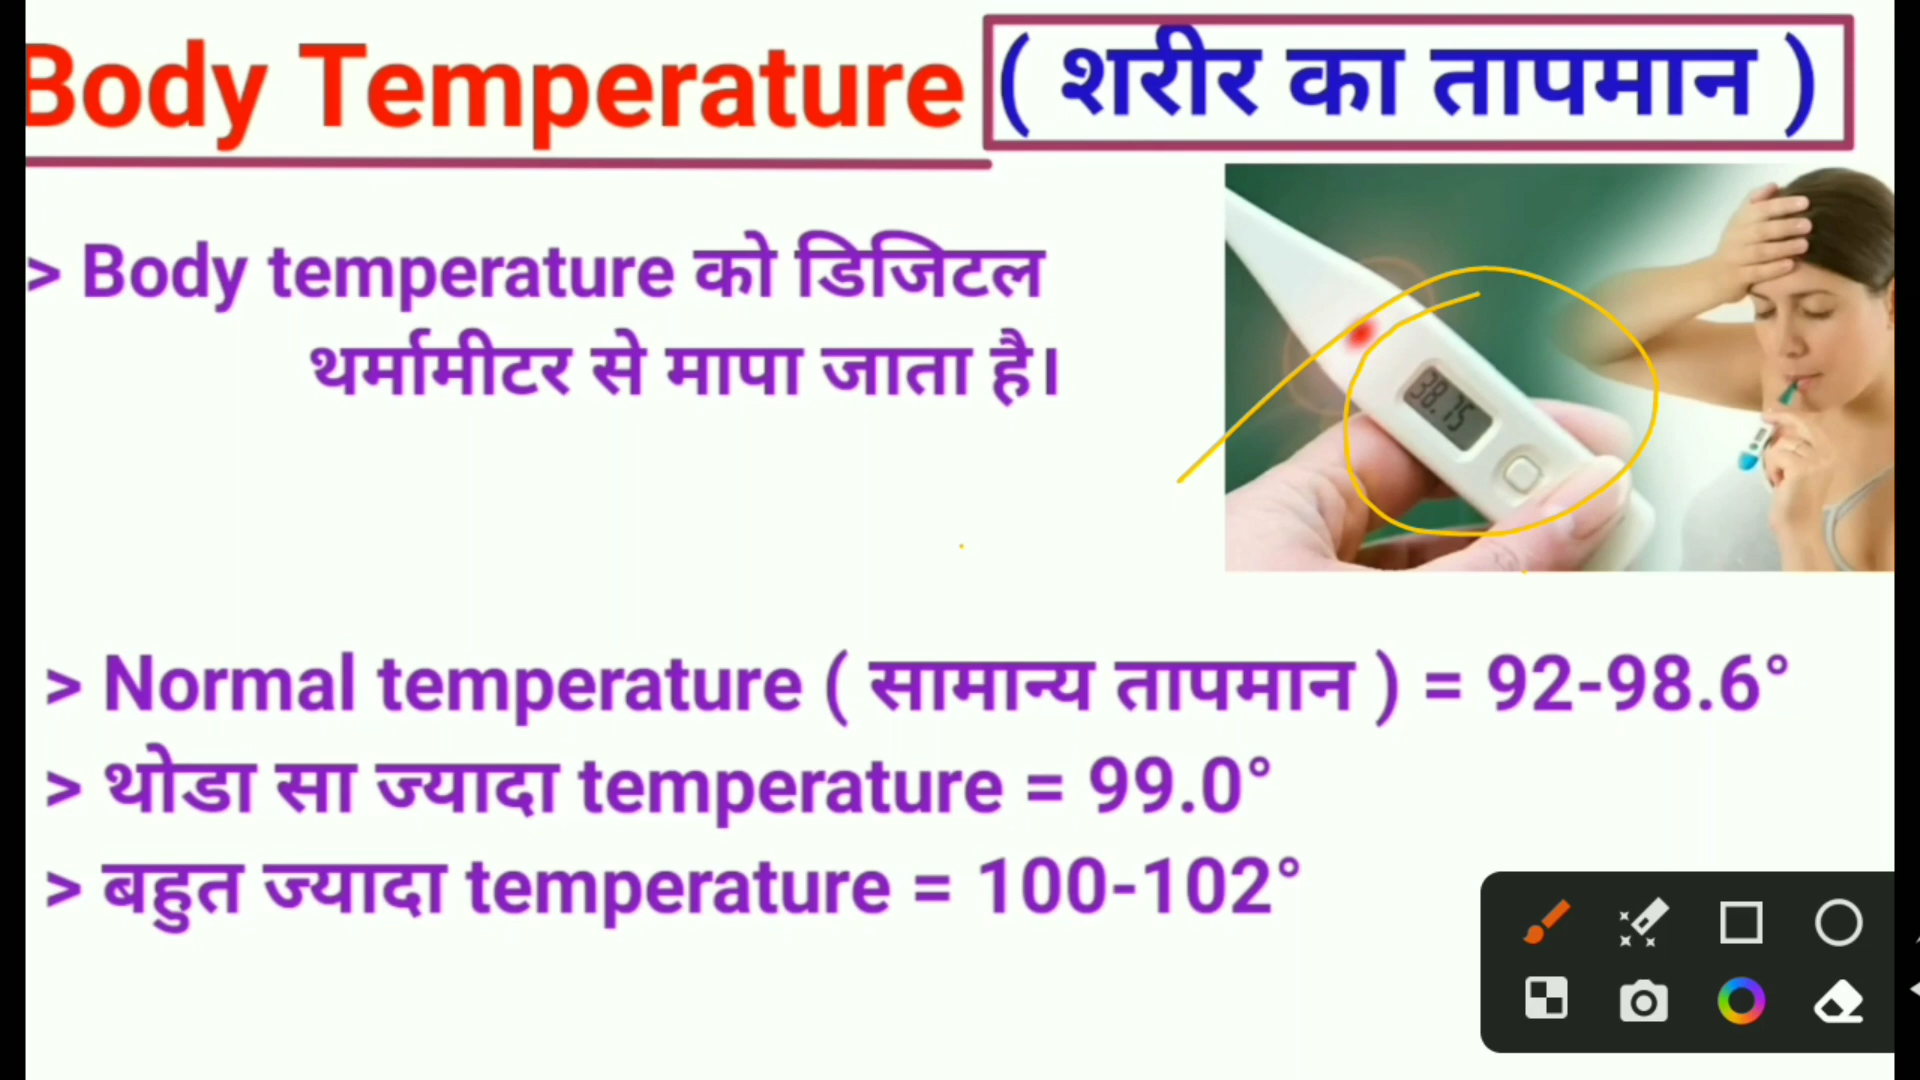 Body Temperature ( शरीर का तापमान )
> Body temperature को डिजिटल
थर्मामीटर से मापा जाता है।
38.75
> Normal temperature ( सामान्य तापमान ) = 92-98.6°
> थोडा सा ज्यादा temperature = 99.0°
> बहुत ज्यादा temperature = 100-102°